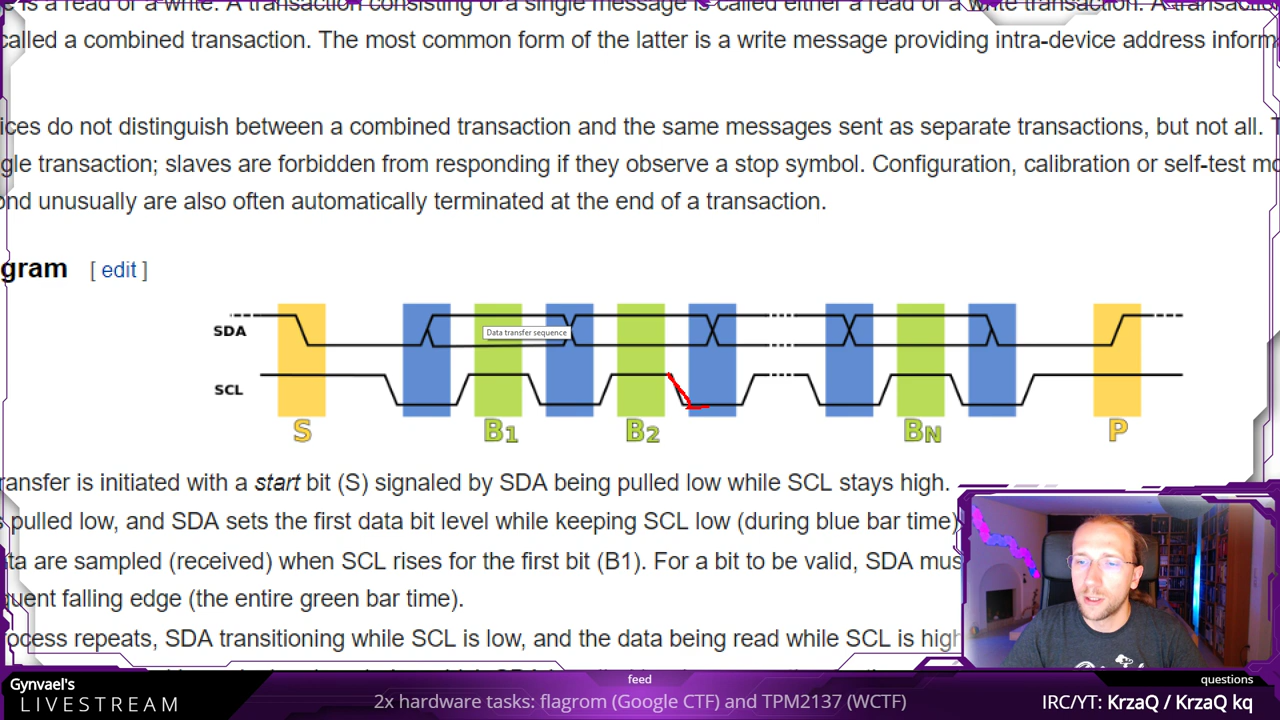 is a read or a write. A transaction consisting of a single message is called either a read or a write transaction. A transaction
called a combined transaction. The most common form of the latter is a write message providing intra-device address inform
ices do not distinguish between a combined transaction and the same messages sent as separate transactions, but not all. T
gle transaction; slaves are forbidden from responding if they observe a stop symbol. Configuration, calibration or self-test mo
ond unusually are also often automatically terminated at the end of a transaction.
gram [ edit ]
SDA
Data transfer sequence
SCL
S B1 B2 BN P
ransfer is initiated with a start bit (S) signaled by SDA being pulled low while SCL stays high.
s pulled low, and SDA sets the first data bit level while keeping SCL low (during blue bar time)
ta are sampled (received) when SCL rises for the first bit (B1). For a bit to be valid, SDA mus
quent falling edge (the entire green bar time).
ocess repeats, SDA transitioning while SCL is low, and the data being read while SCL is high
Gynvael's
LIVESTREAM
feed
2x hardware tasks: flagrom (Google CTF) and TPM2137 (WCTF)
questions
IRC/YT: KrzaQ / KrzaQ kq